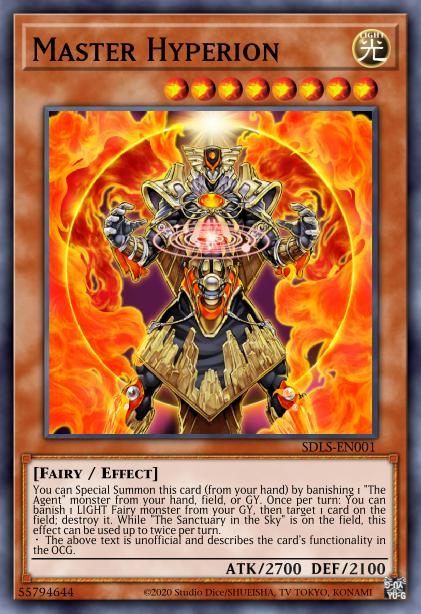 MASTER HYPERION
LIGHT
光
SDLS-EN001
[FAIRY / EFFECT]
You can Special Summon this card (from your hand) by banishing 1 "The
Agent" monster from your hand, field, or GY. Once per turn: You can
banish 1 LIGHT Fairy monster from your GY, then target 1 card on the
field; destroy it. While "The Sanctuary in the Sky" is on the field, this
effect can be used up to twice per turn.
· The above text is unofficial and describes the card's functionality in
the OCG.
ATK/2700 DEF/2100
55794644
©2020 Studio Dice/SHUEISHA, TV TOKYO, KONAMI